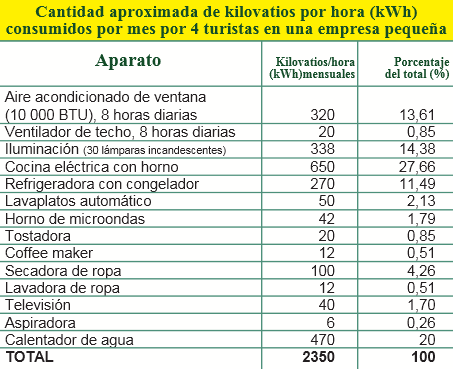 Cantidad aproximada de kilovatios por hora (kWh)
consumidos por mes por 4 turistas en una empresa pequeña
Aparato Kilovatios/hora (kWh)mensuales Porcentaje del total (%)
Aire acondicionado de ventana
(10 000 BTU), 8 horas diarias 320 13,61
Ventilador de techo, 8 horas diarias 20 0,85
Iluminación (30 lámparas incandescentes) 338 14,38
Cocina eléctrica con horno 650 27,66
Refrigeradora con congelador 270 11,49
Lavaplatos automático 50 2,13
Horno de microondas 42 1,79
Tostadora 20 0,85
Coffee maker 12 0,51
Secadora de ropa 100 4,26
Lavadora de ropa 12 0,51
Televisión 40 1,70
Aspiradora 6 0,26
Calentador de agua 470 20
TOTAL 2350 100